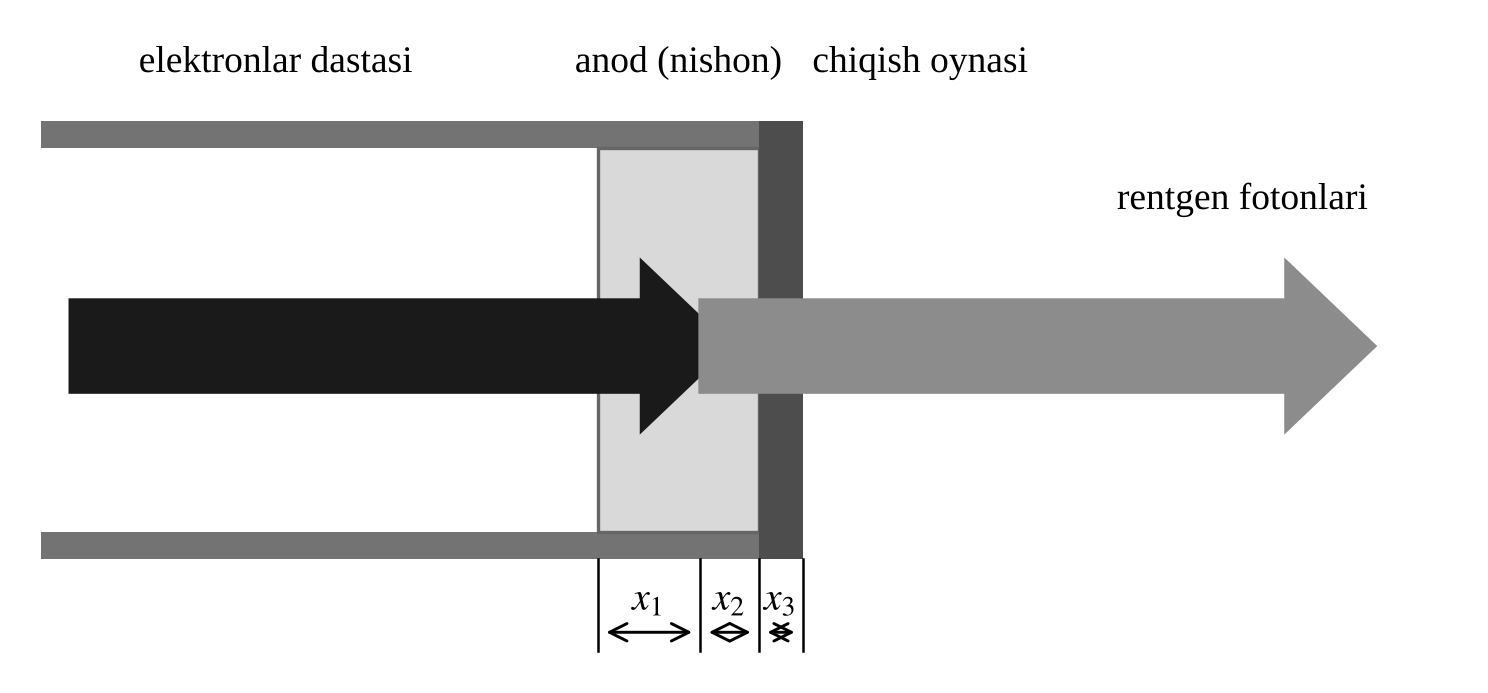 elektronlar dastasi anod (nishon) chiqish oynasi
rentgen fotonlari
x₁ x₂ x₃